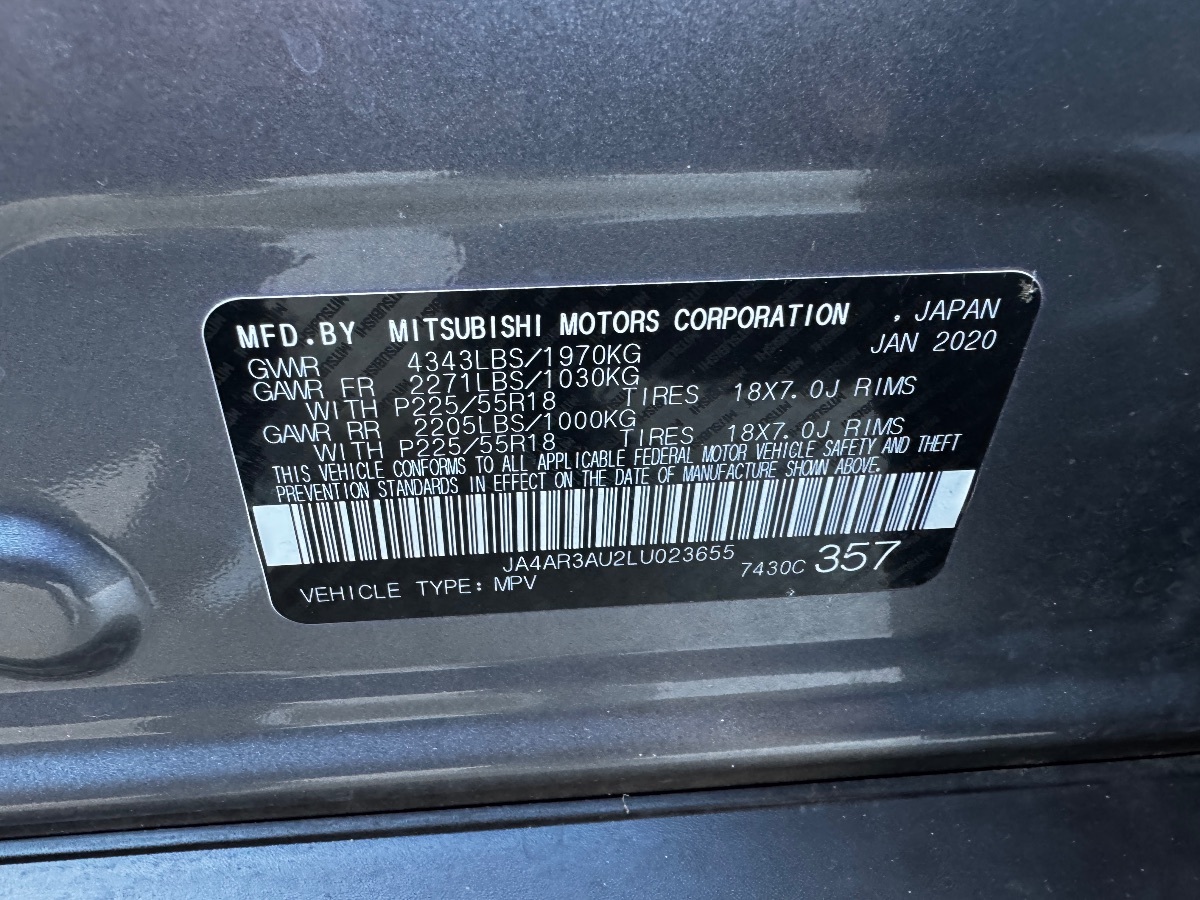 MFD.BY MITSUBISHI MOTORS CORPORATION , JAPAN
JAN 2020
GVWR 4343LBS/1970KG
GAWR FR 2271LBS/1030KG
WITH P225/55R18 TIRES 18X7.0J RIMS
GAWR RR 2205LBS/1000KG
WITH P225/55R18 TIRES 18X7.0J RIMS
THIS VEHICLE CONFORMS TO ALL APPLICABLE FEDERAL MOTOR VEHICLE SAFETY AND THEFT
PREVENTION STANDARDS IN EFFECT ON THE DATE OF MANUFACTURE SHOWN ABOVE.
JA4AR3AU2LU023655
VEHICLE TYPE: MPV 7430C 357